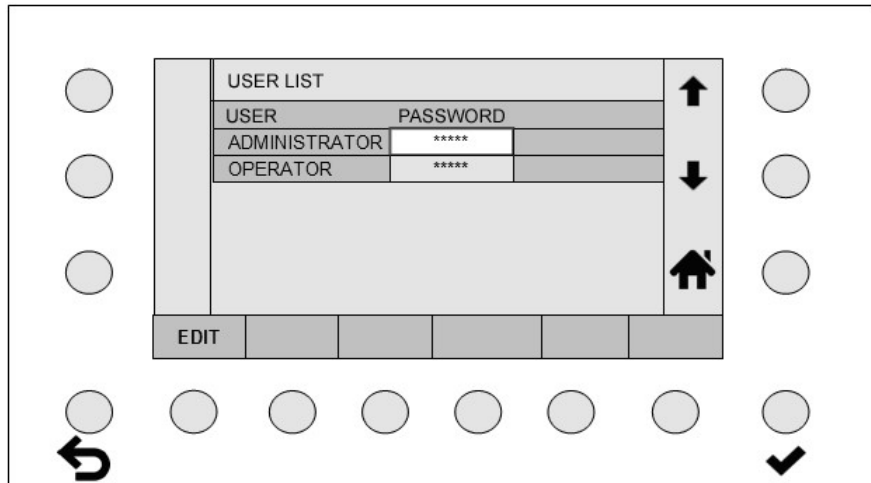 USER LIST
USER PASSWORD
ADMINISTRATOR *****
OPERATOR *****
EDIT